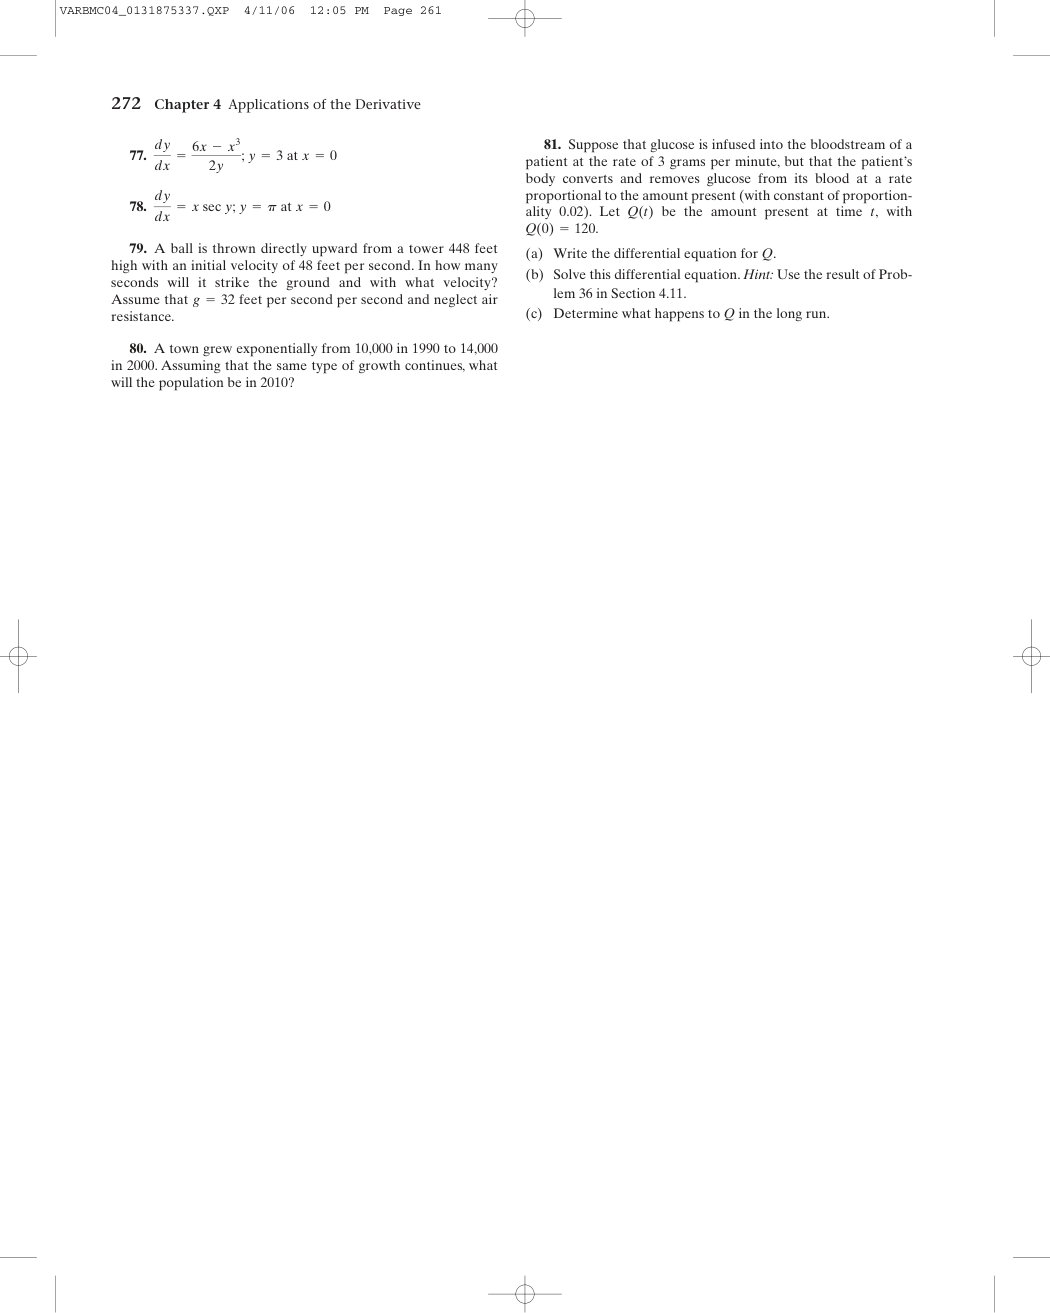 VARBMC04_0131875337.QXP 4/11/06 12:05 PM Page 261
272 Chapter 4 Applications of the Derivative
77. dy/dx = (6x − x³)/2y; y = 3 at x = 0
78. dy/dx = x sec y; y = π at x = 0
79. A ball is thrown directly upward from a tower 448 feet
high with an initial velocity of 48 feet per second. In how many
seconds will it strike the ground and with what velocity?
Assume that g = 32 feet per second per second and neglect air
resistance.
80. A town grew exponentially from 10,000 in 1990 to 14,000
in 2000. Assuming that the same type of growth continues, what
will the population be in 2010?
81. Suppose that glucose is infused into the bloodstream of a
patient at the rate of 3 grams per minute, but that the patient's
body converts and removes glucose from its blood at a rate
proportional to the amount present (with constant of proportion-
ality 0.02). Let Q(t) be the amount present at time t, with
Q(0) = 120.
(a) Write the differential equation for Q.
(b) Solve this differential equation. Hint: Use the result of Prob-
lem 36 in Section 4.11.
(c) Determine what happens to Q in the long run.